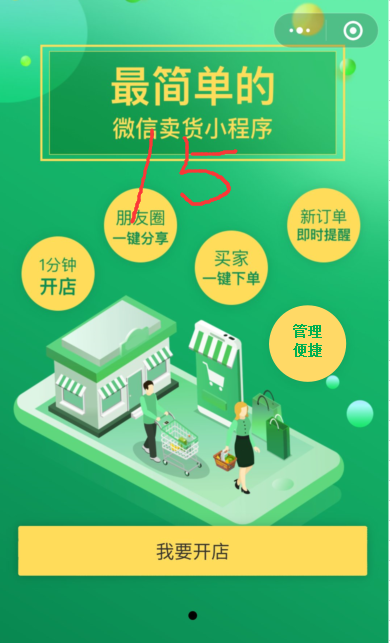 最简单的
微信卖货小程序
15
朋友圈
一键分享
新订单
即时提醒
买家
一键下单
1分钟
开店
管理
便捷
我要开店